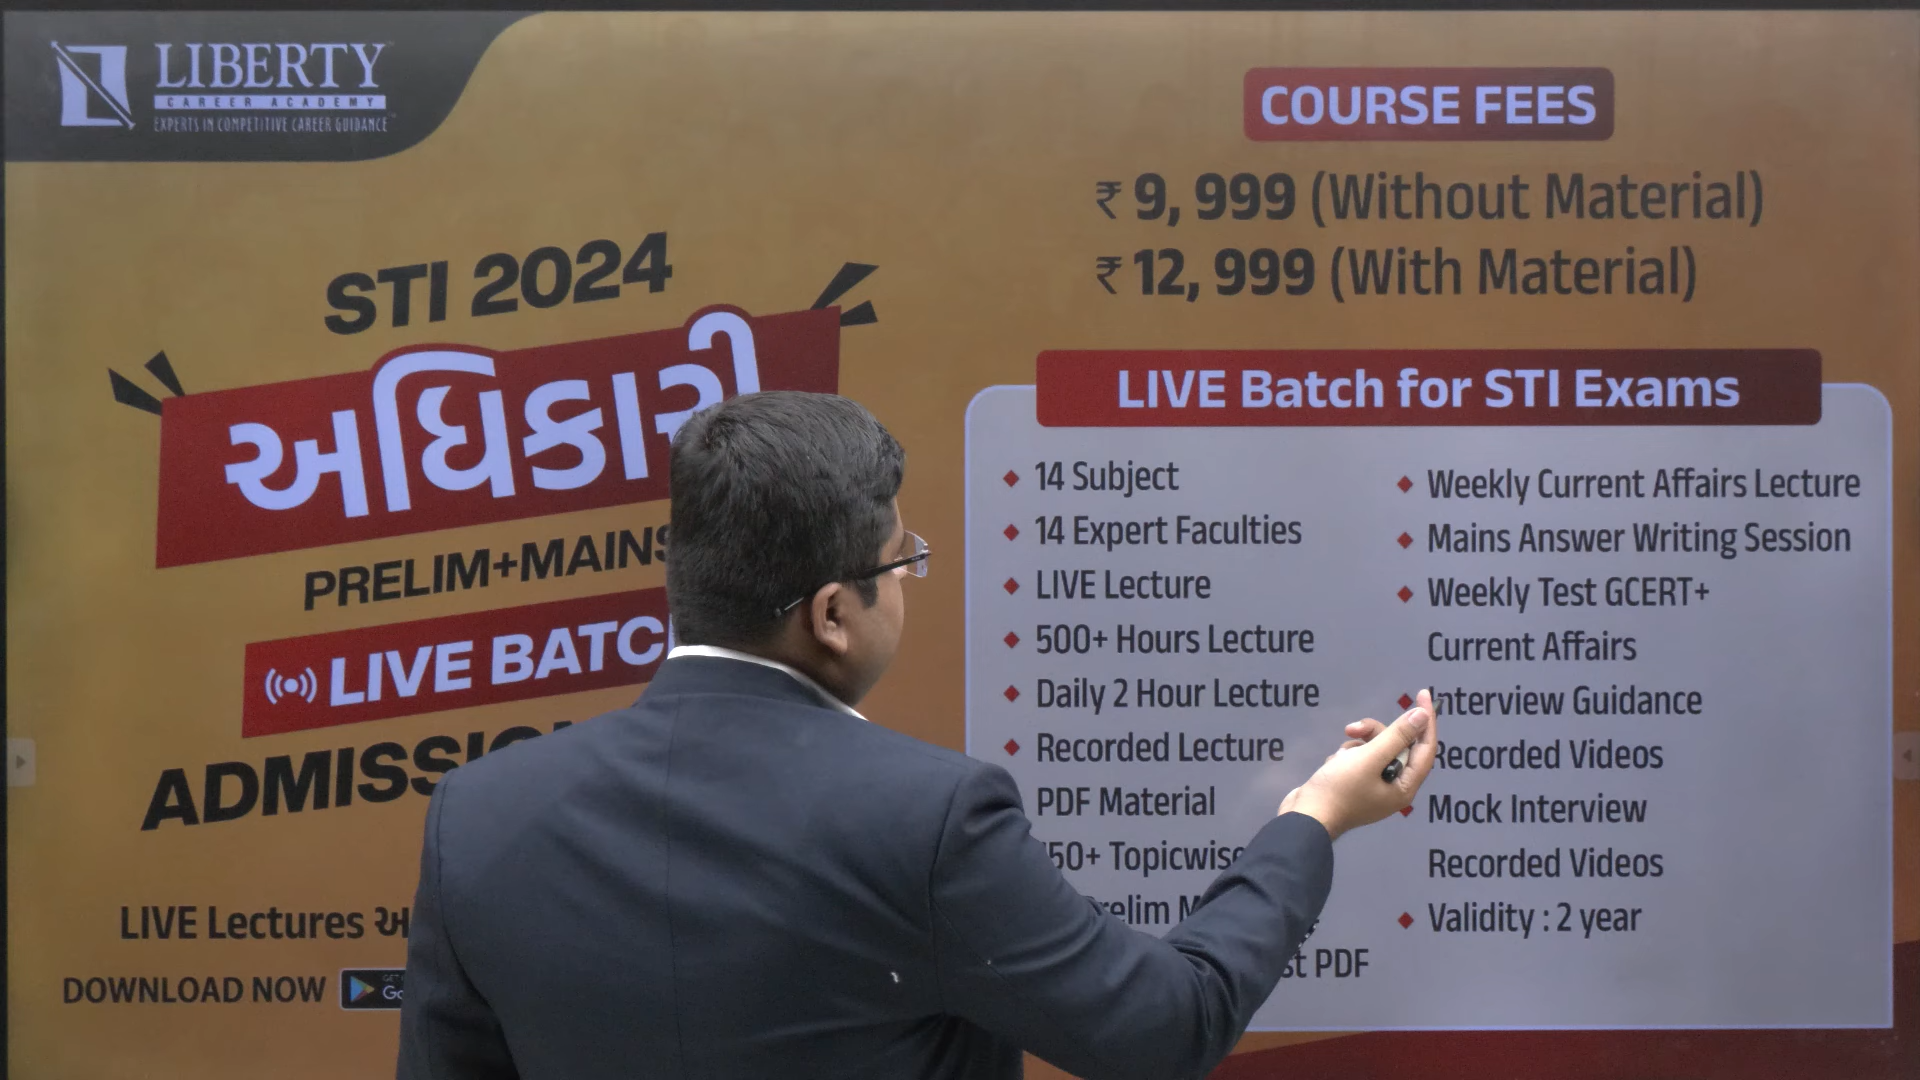 LIBERTY
CAREER ACADEMY
EXPERTS IN COMPETITIVE CAREER GUIDANCE
STI 2024
અધિકારી
PRELIM+MAINS
LIVE
LIVE Lectures
DOWNLOAD NOW
COURSE FEES
₹ 9, 999 (Without Material)
₹ 12, 999 (With Material)
LIVE Batch for STI Exams
14 Subject
14 Expert Faculties
LIVE Lecture
500+ Hours Lecture
Daily 2 Hour Lecture
Recorded Lecture
PDF Material
Topicwise
PDF
Weekly Current Affairs Lecture
Mains Answer Writing Session
Weekly Test GCERT+
Current Affairs
Interview Guidance
Recorded Videos
Mock Interview
Recorded Videos
Validity : 2 year